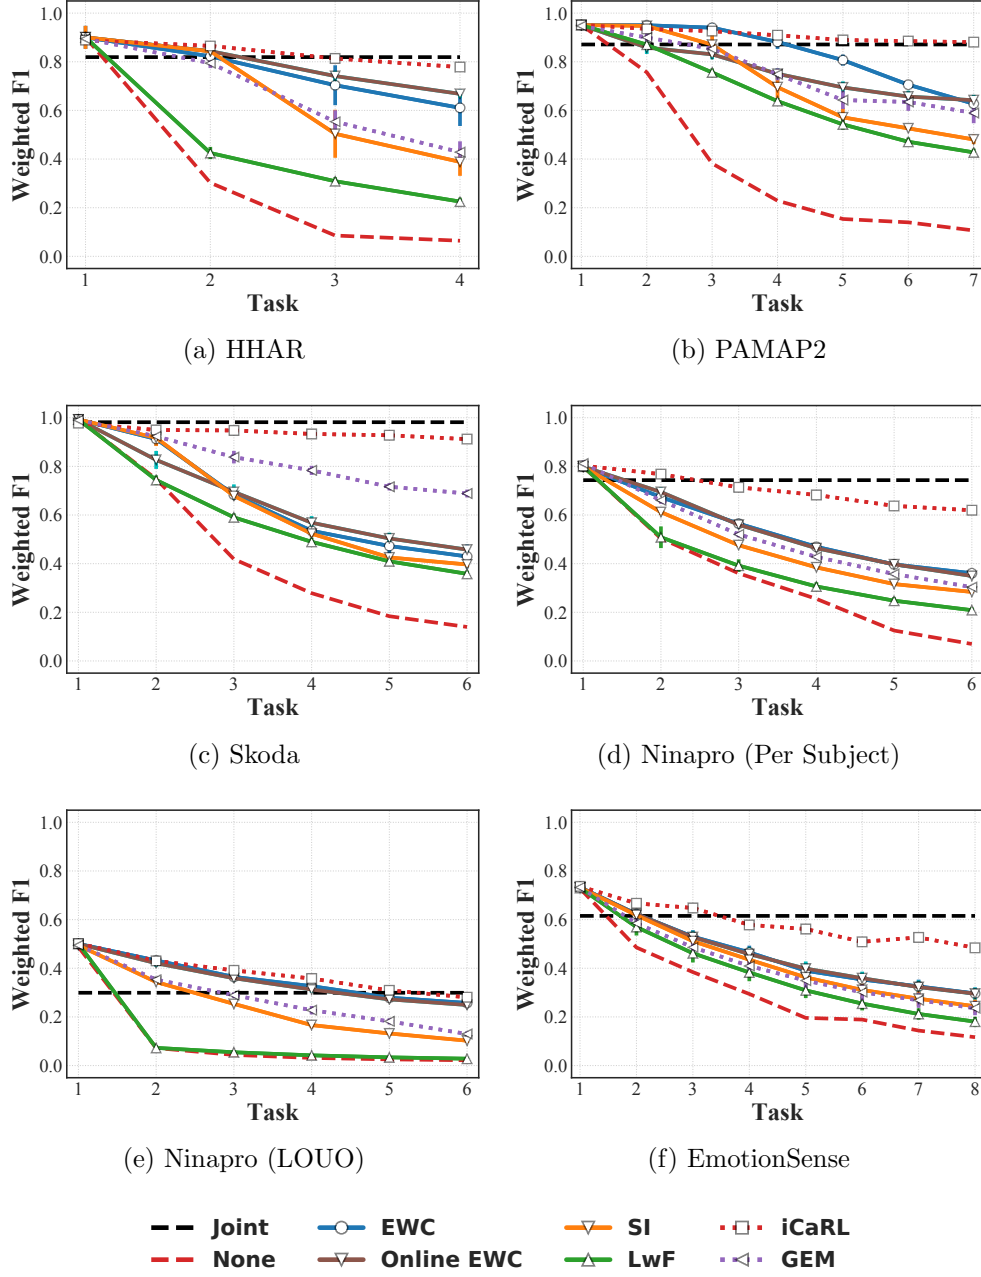 1.0
0.8
0.6
0.4
0.2
0.0
Weighted F1
1 2 3 4
Task
(a) HHAR
1.0
0.8
0.6
0.4
0.2
0.0
Weighted F1
1 2 3 4 5 6 7
Task
(b) PAMAP2
1.0
0.8
0.6
0.4
0.2
0.0
Weighted F1
1 2 3 4 5 6
Task
(c) Skoda
1.0
0.8
0.6
0.4
0.2
0.0
Weighted F1
1 2 3 4 5 6
Task
(d) Ninapro (Per Subject)
1.0
0.8
0.6
0.4
0.2
0.0
Weighted F1
1 2 3 4 5 6
Task
(e) Ninapro (LOUO)
1.0
0.8
0.6
0.4
0.2
0.0
Weighted F1
1 2 3 4 5 6 7 8
Task
(f) EmotionSense
Joint EWC SI iCaRL
None Online EWC LwF GEM